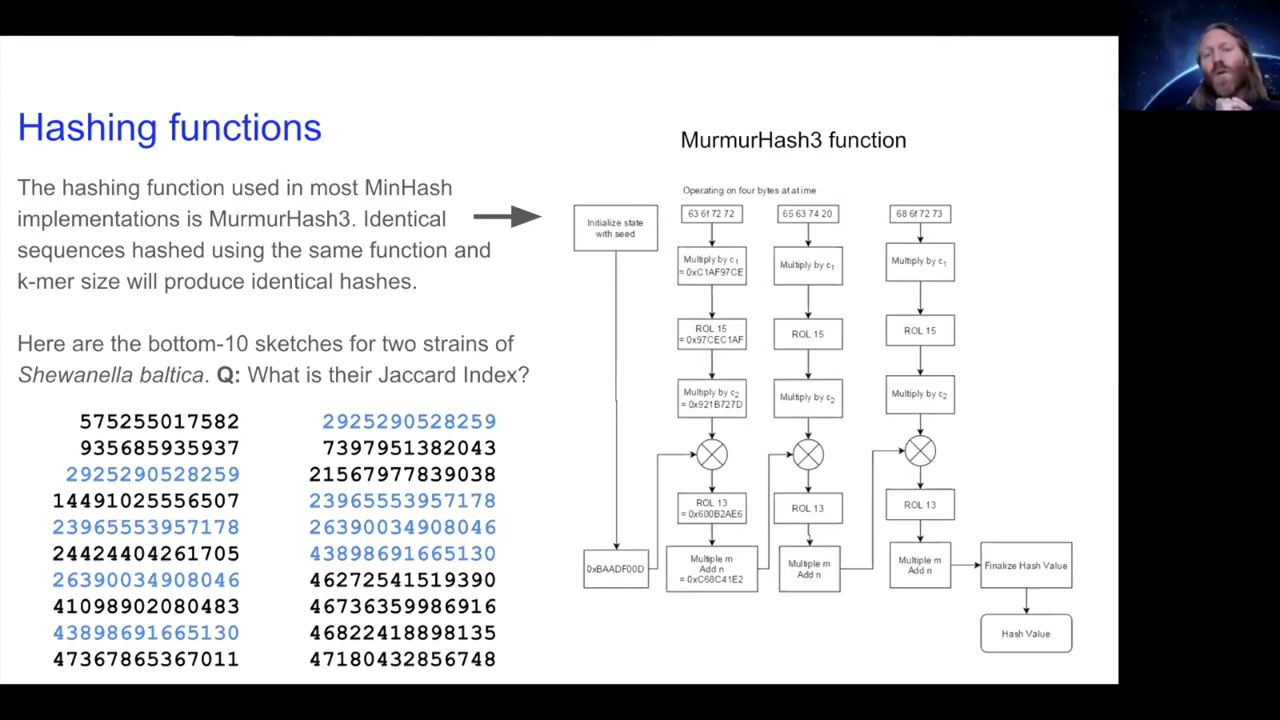 Hashing functions
The hashing function used in most MinHash
implementations is MurmurHash3. Identical
sequences hashed using the same function and
k-mer size will produce identical hashes.
Here are the bottom-10 sketches for two strains of
Shewanella baltica. Q: What is their Jaccard Index?
575255017582
935685935937
2925290528259
14491025556507
23965553957178
24424404261705
26390034908046
41098902080483
43898691665130
47367865367011
2925290528259
7397951382043
21567977839038
23965553957178
26390034908046
43898691665130
46272541519390
46736359986916
46822418898135
47180432856748
MurmurHash3 function
Operating on four bytes at at ime
Initialize state
with seed
0xBAADF00D
63 6f 72 72
Multiply by c1
= 0xC1AF97CE
ROL 15
= 0x97CEC1AF
Multiply by c2
= 0x921B727D
ROL 13
= 0x600B2AE6
Multiple m
Add n
= 0xC68C41E2
65 63 74 20
Multiply by c1
ROL 15
Multiply by c2
ROL 13
Multiple m
Add n
68 6f 72 73
Multiply by c1
ROL 15
Multiply by c2
ROL 13
Multiple m
Add n
Finalize Hash Value
Hash Value